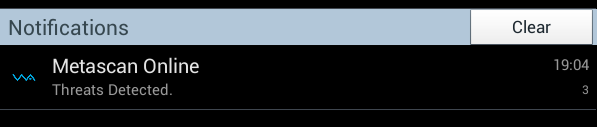 Notifications
Clear
Metascan Online
19:04
Threats Detected.
3